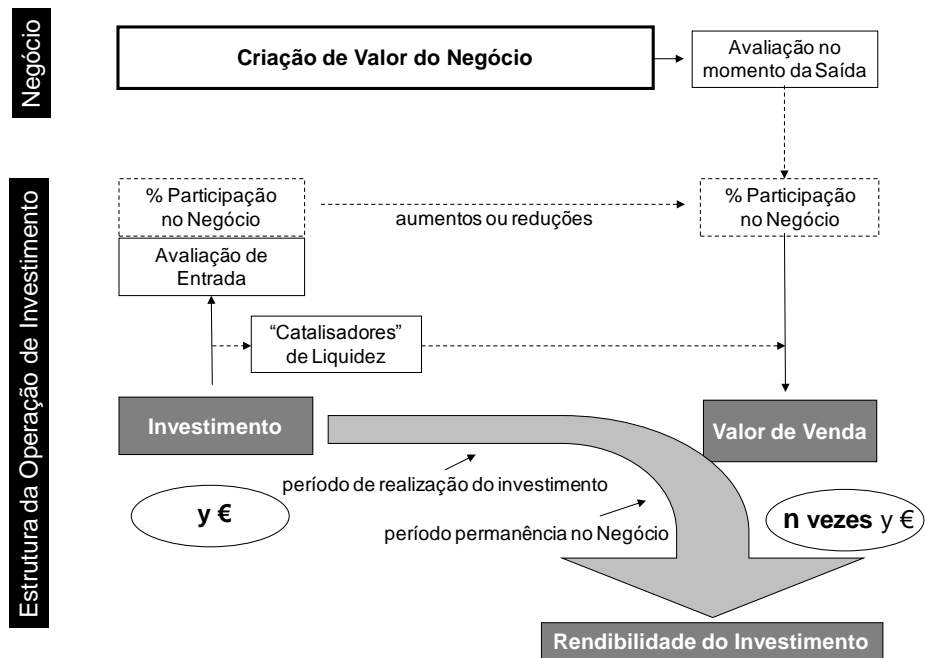 Negócio
Criação de Valor do Negócio
Avaliação no
momento da Saída
Estrutura da Operação de Investimento
% Participação
no Negócio
aumentos ou reduções
% Participação
no Negócio
Avaliação de
Entrada
“Catalisadores”
de Liquidez
Investimento
Valor de Venda
período de realização do investimento
y €
n vezes y €
período permanência no Negócio
Rendibilidade do Investimento